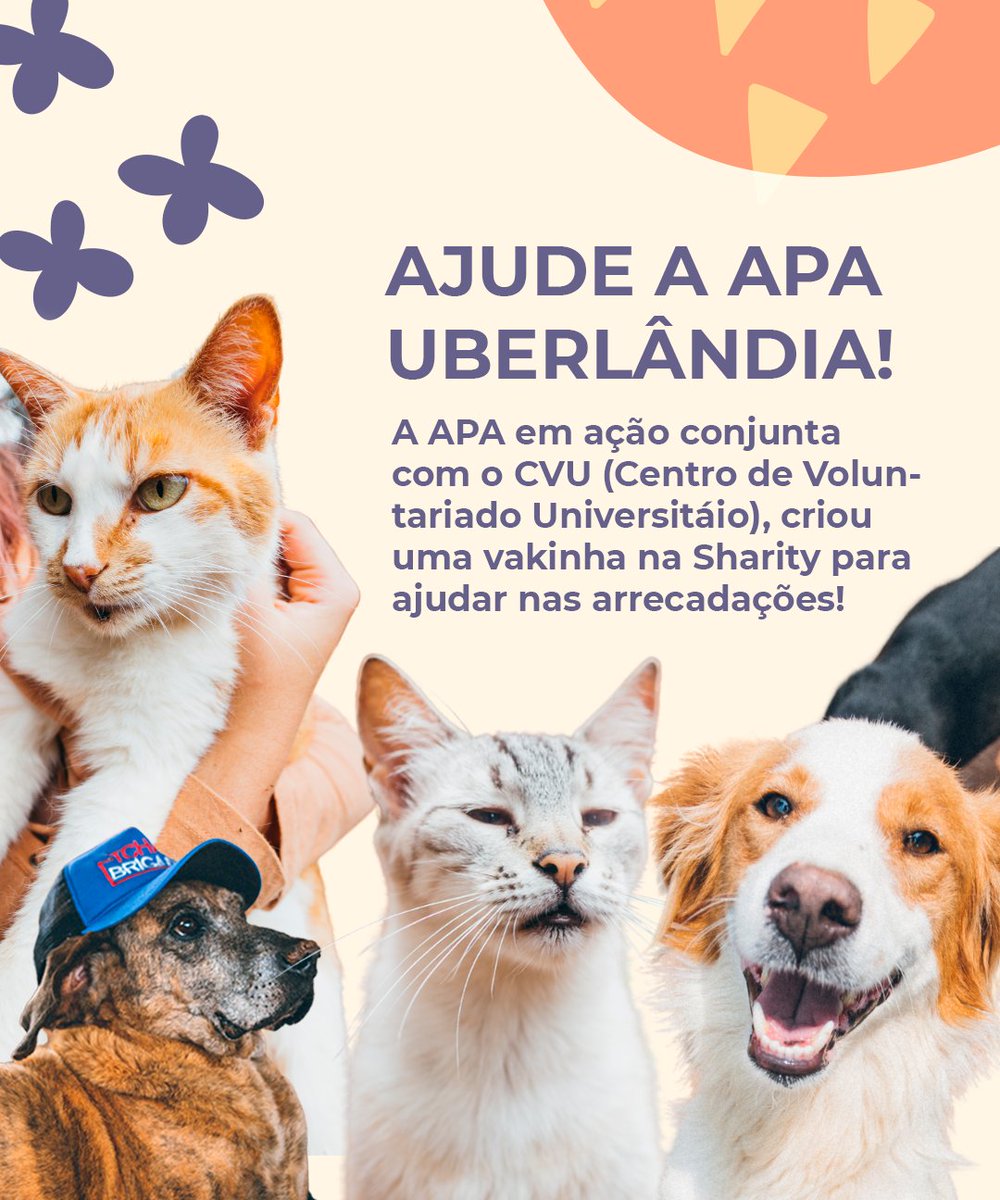 AJUDE A APA
UBERLÂNDIA!
A APA em ação conjunta
com o CVU (Centro de Volun-
tariado Universitáio), criou
uma vakinha na Sharity para
ajudar nas arrecadações!